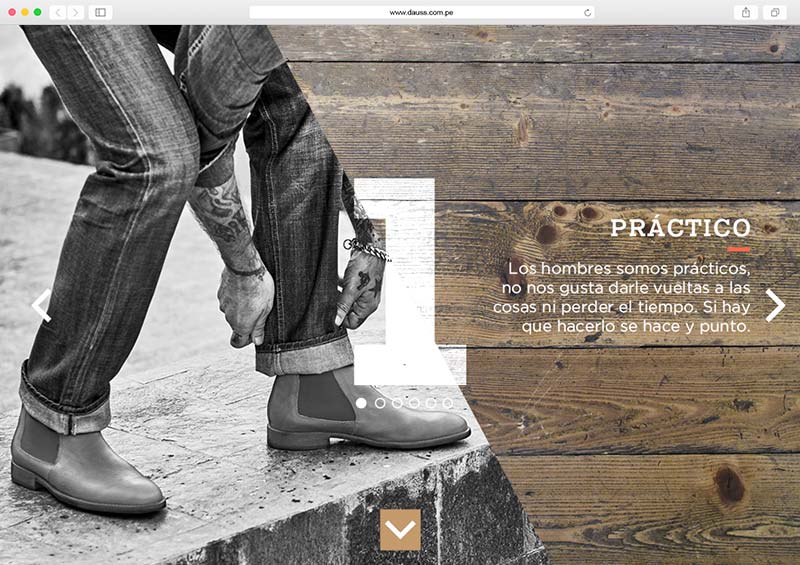 www.dauss.com.pe
1
PRÁCTICO
Los hombres somos prácticos,
no nos gusta darle vueltas a las
cosas ni perder el tiempo. Si hay
que hacerlo se hace y punto.